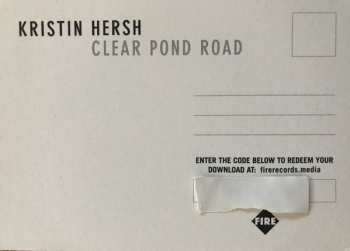 KRISTIN HERSH
CLEAR POND ROAD
ENTER THE CODE BELOW TO REDEEM YOUR
DOWNLOAD AT: firerecords.media
FIRE